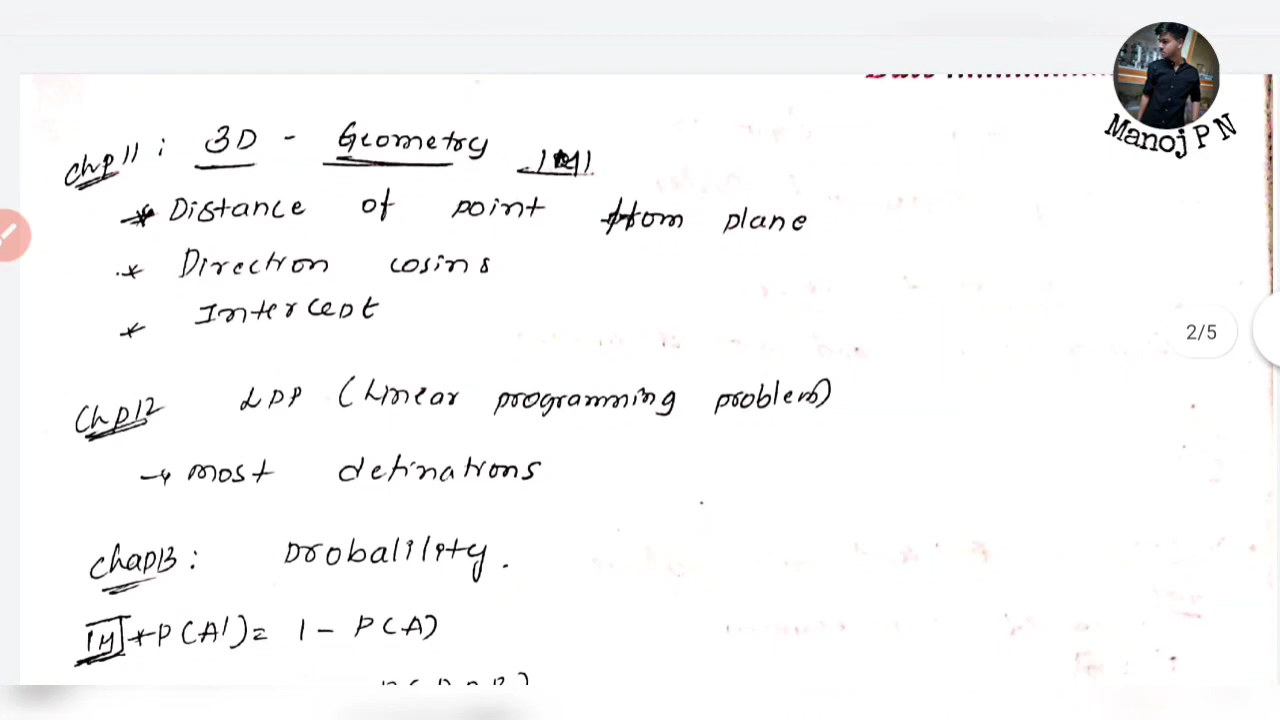 Manoj P N
Chp 11 : 3D - Geometry 1M
* Distance of point from plane
* Direction cosins
* Intercept
2/5
Chp12 LPP (Linear programming problem)
→ most definations
Chap13 : Probalility.
1M * P(A') = 1 - P(A)